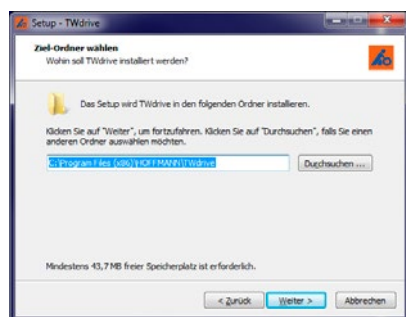 Setup - TWdrive
Ziel-Ordner wählen
Wohin soll TWdrive installiert werden?
Das Setup wird TWdrive in den folgenden Ordner installieren.
Klicken Sie auf "Weiter", um fortzufahren. Klicken Sie auf "Durchsuchen", falls Sie einen
anderen Ordner auswählen möchten.
C:\Program Files (x86)\HOFFMANN\TWdrive
Durchsuchen ...
Mindestens 43,7 MB freier Speicherplatz ist erforderlich.
< Zurück
Weiter >
Abbrechen